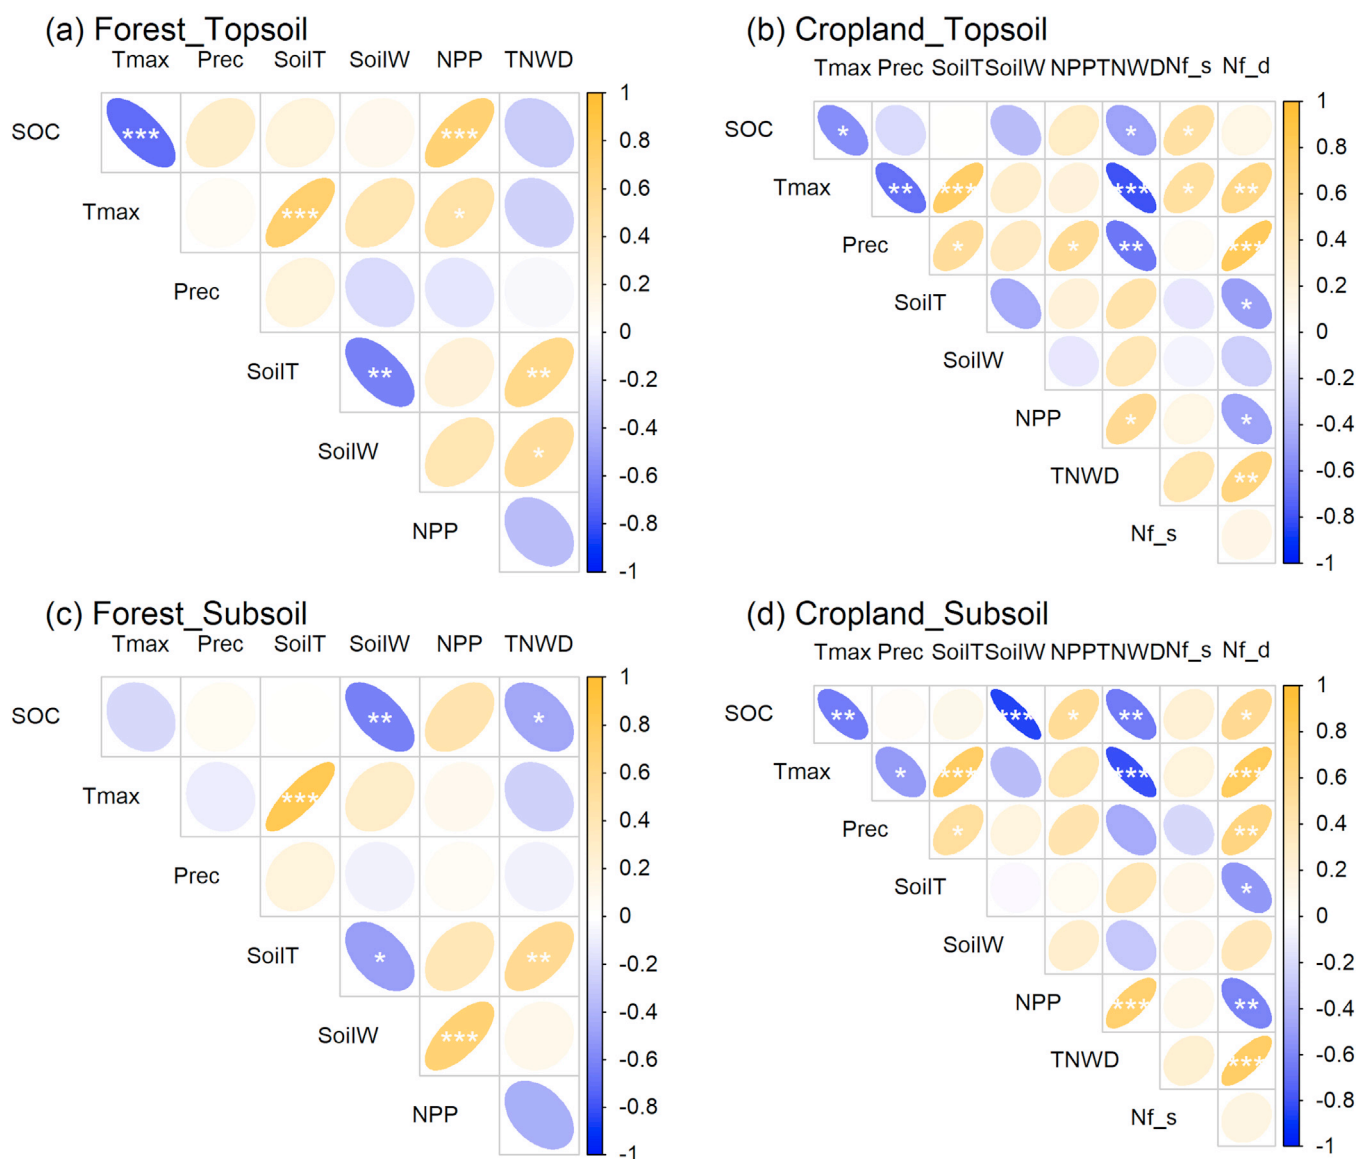 (a) Forest_Topsoil
Tmax Prec SoilT SoilW NPP TNWD
SOC *** ***
Tmax *** *
Prec
SoilT ** **
SoilW *
NPP
1
0.8
0.6
0.4
0.2
0
-0.2
-0.4
-0.6
-0.8
-1
(b) Cropland_Topsoil
Tmax Prec SoilT SoilW NPP TNWD Nf_s Nf_d
SOC * * *
Tmax ** *** *** * **
Prec * * ** ***
SoilT *
SoilW
NPP * *
TNWD **
Nf_s
1
0.8
0.6
0.4
0.2
0
-0.2
-0.4
-0.6
-0.8
-1
(c) Forest_Subsoil
Tmax Prec SoilT SoilW NPP TNWD
SOC ** *
Tmax ***
Prec
SoilT * **
SoilW ***
NPP
1
0.8
0.6
0.4
0.2
0
-0.2
-0.4
-0.6
-0.8
-1
(d) Cropland_Subsoil
Tmax Prec SoilT SoilW NPP TNWD Nf_s Nf_d
SOC ** *** * ** *
Tmax * *** *** ***
Prec * **
SoilT *
SoilW
NPP *** **
TNWD ***
Nf_s
1
0.8
0.6
0.4
0.2
0
-0.2
-0.4
-0.6
-0.8
-1